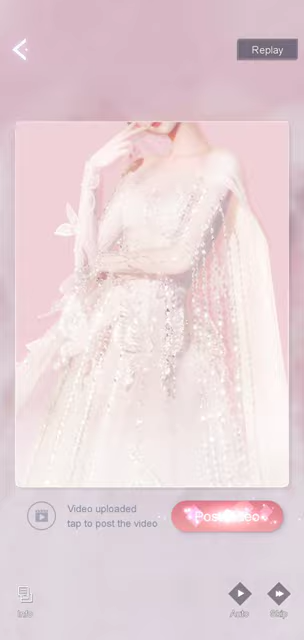 Replay
Video uploaded
tap to post the video
Post Video
Info
Auto
Skip